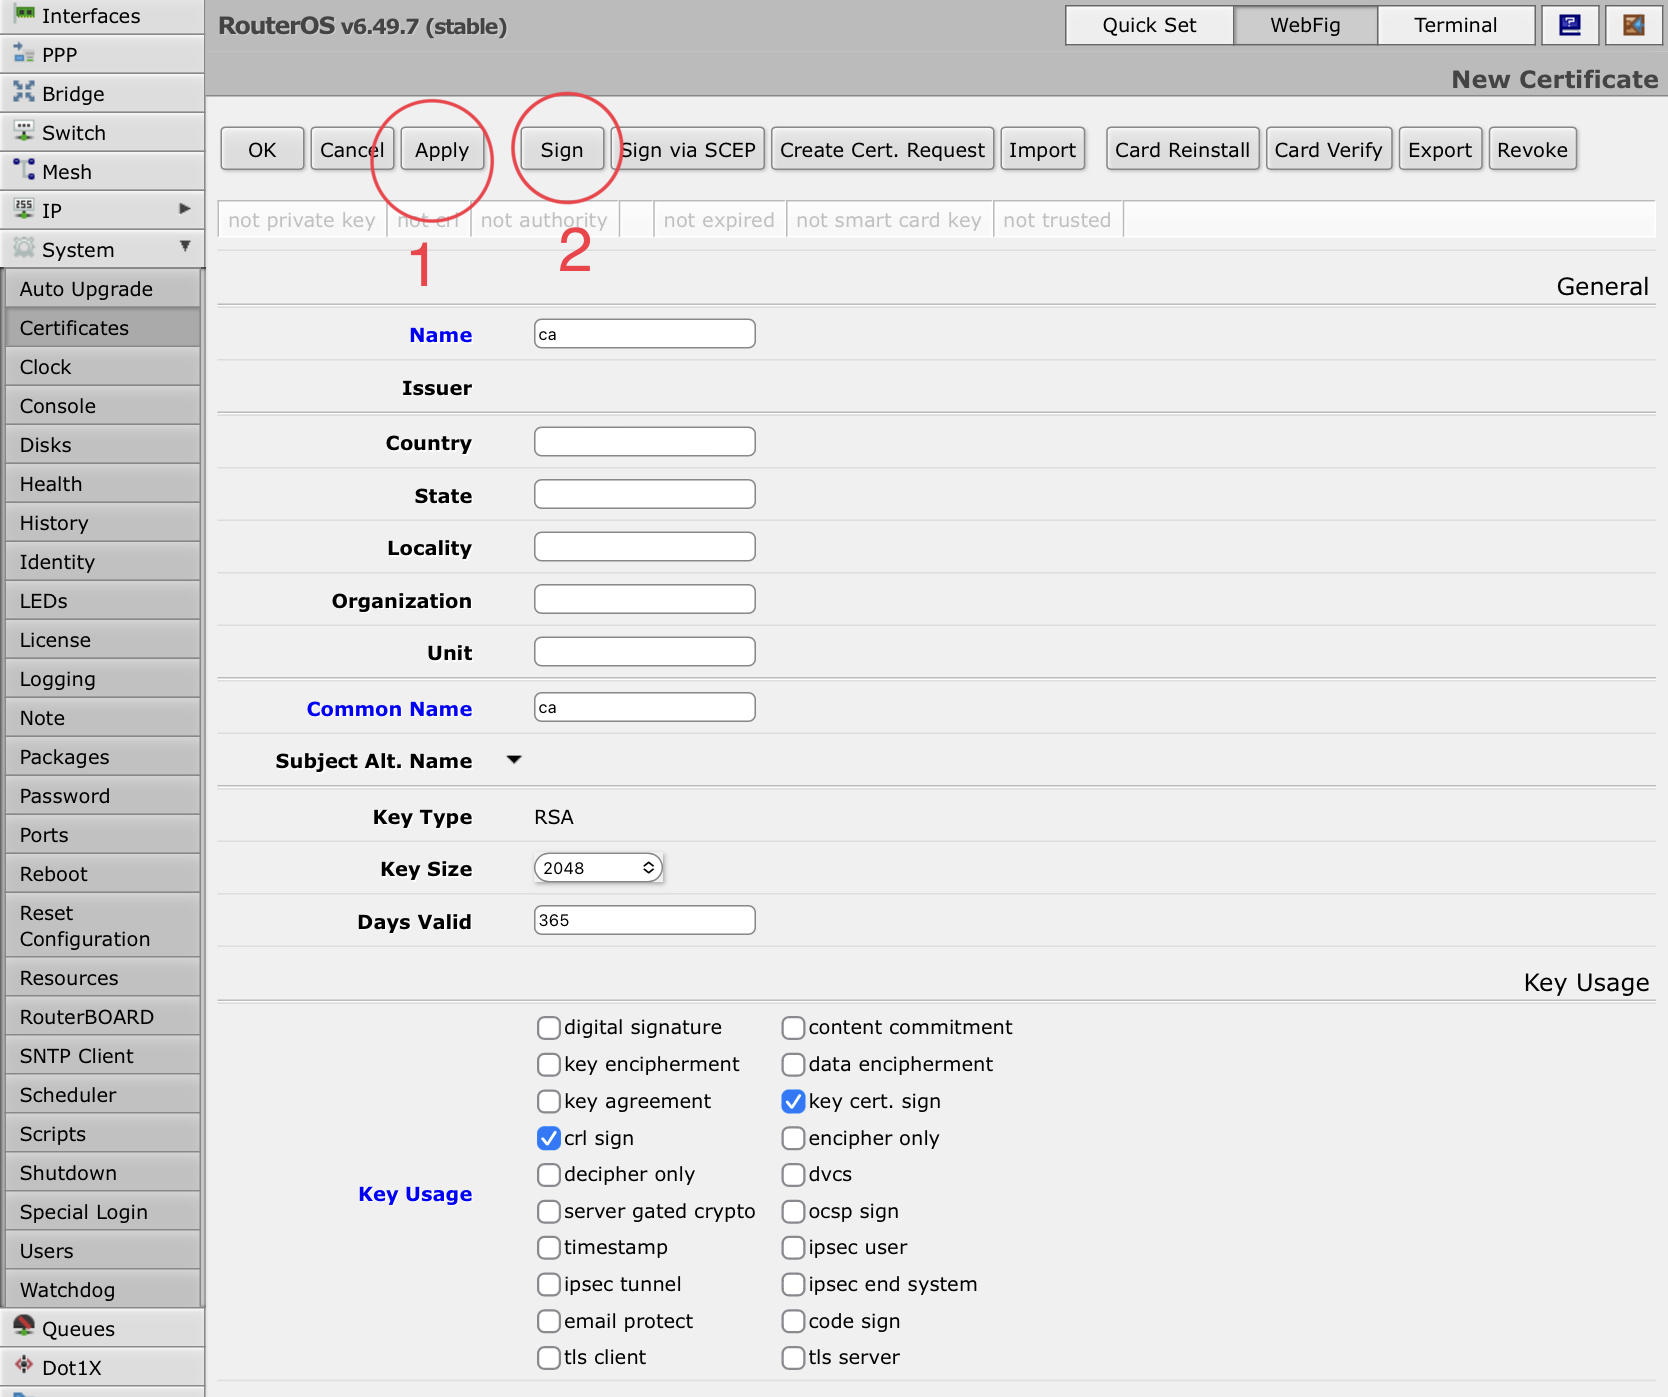 Interfaces
PPP
Bridge
Switch
Mesh
255
IP
System
Auto Upgrade
Certificates
Clock
Console
Disks
Health
History
Identity
LEDs
License
Logging
Note
Packages
Password
Ports
Reboot
Reset
Configuration
Resources
RouterBOARD
SNTP Client
Scheduler
Scripts
Shutdown
Special Login
Users
Watchdog
Queues
Dot1X
RouterOS v6.49.7 (stable)
Quick Set WebFig Terminal ?
New Certificate
OK Cancel Apply Sign Sign via SCEP Create Cert. Request Import Card Reinstall Card Verify Export Revoke
not private key not crl not authority not expired not smart card key not trusted
1 2
General
Name ca
Issuer
Country
State
Locality
Organization
Unit
Common Name ca
Subject Alt. Name
Key Type RSA
Key Size 2048
Days Valid 365
Key Usage
Key Usage
digital signature content commitment
key encipherment data encipherment
key agreement key cert. sign
crl sign encipher only
decipher only dvcs
server gated crypto ocsp sign
timestamp ipsec user
ipsec tunnel ipsec end system
email protect code sign
tls client tls server